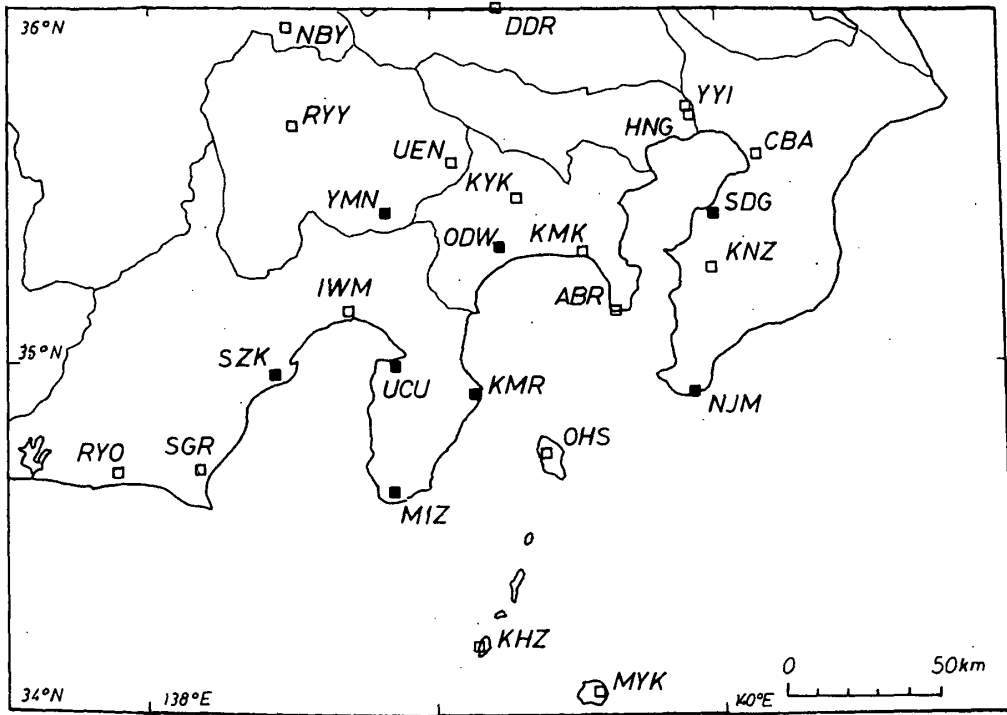 36°N
NBY
DDR
RYY
YYI
HNG
CBA
UEN
KYK
YMN
SDG
ODW
KMK
KNZ
IWM
ABR
35°N
SZK
UCU
KMR
NJM
RYO
SGR
OHS
MIZ
KHZ
0 50km
MYK
34°N
138°E
140°E